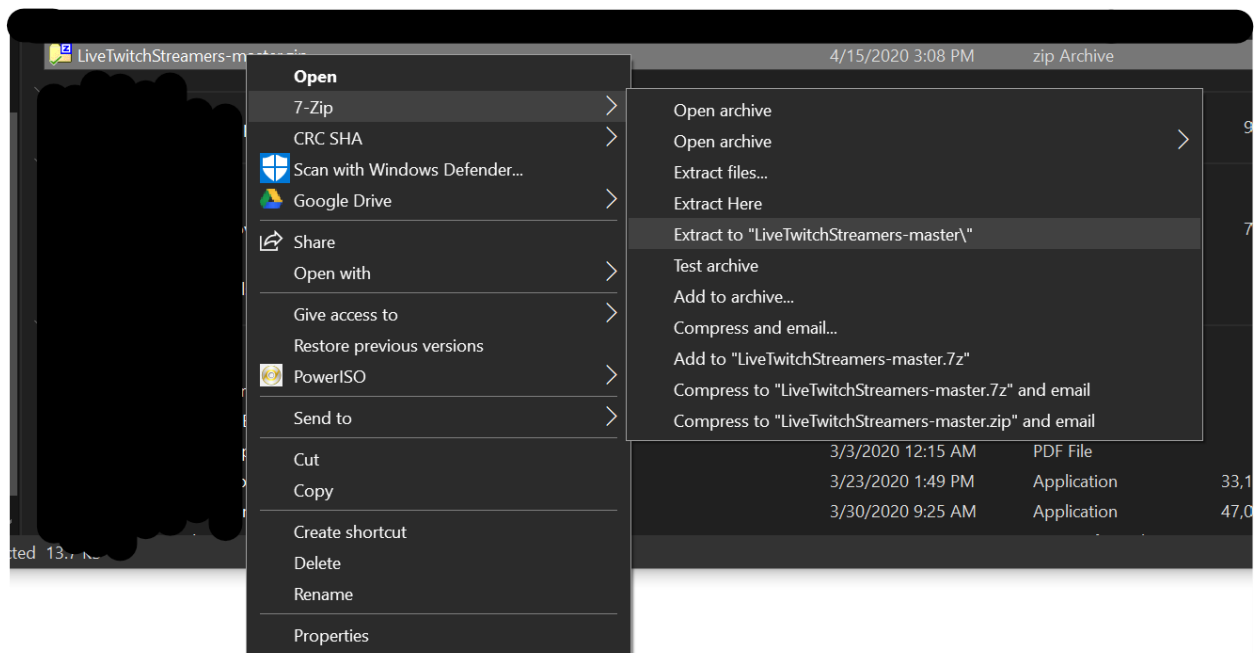 LiveTwitchStreamers-master.zip 4/15/2020 3:08 PM zip Archive
Open
7-Zip
CRC SHA
Scan with Windows Defender...
Google Drive
Share
Open with
Give access to
Restore previous versions
PowerISO
Send to
Cut
Copy
Create shortcut
Delete
Rename
Properties
Open archive
Open archive
Extract files...
Extract Here
Extract to "LiveTwitchStreamers-master\"
Test archive
Add to archive...
Compress and email...
Add to "LiveTwitchStreamers-master.7z"
Compress to "LiveTwitchStreamers-master.7z" and email
Compress to "LiveTwitchStreamers-master.zip" and email
9
7
3/3/2020 12:15 AM PDF File
3/23/2020 1:49 PM Application 33,1
3/30/2020 9:25 AM Application 47,0
cted 13.7 KB